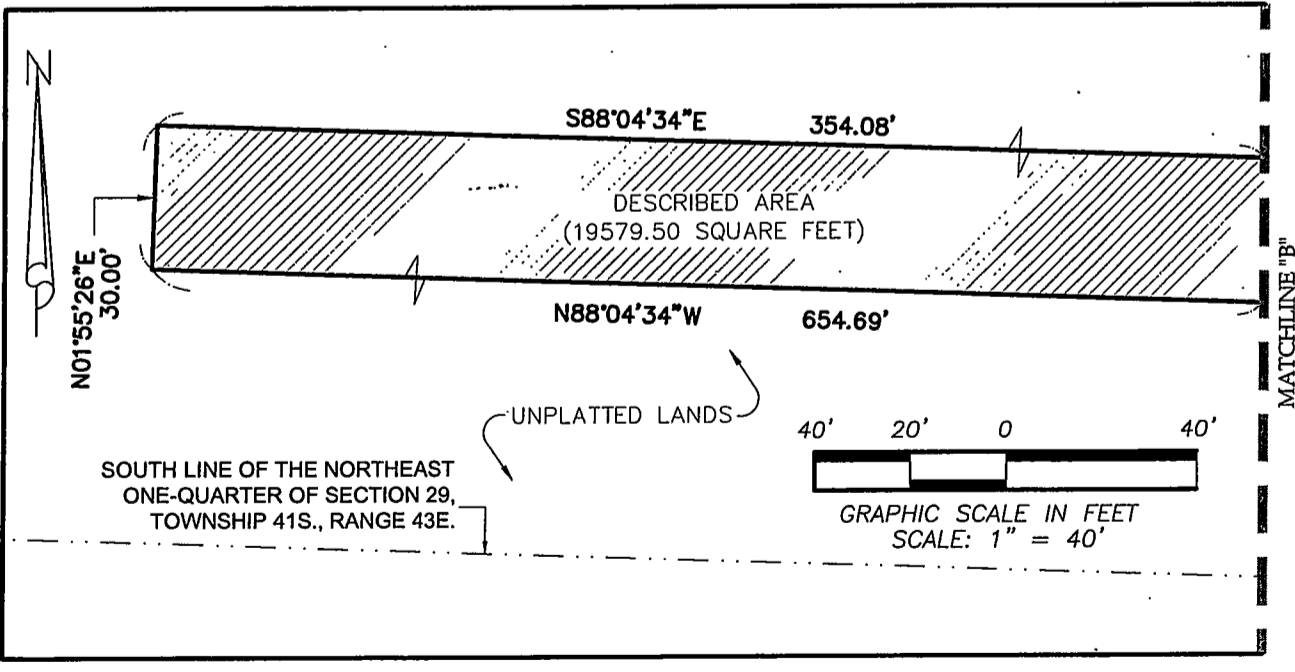 N
S88°04'34"E 354.08'
DESCRIBED AREA
(19579.50 SQUARE FEET)
N01°55'26"E
30.00'
N88°04'34"W 654.69'
MATCHLINE "B"
UNPLATTED LANDS
40' 20' 0 40'
GRAPHIC SCALE IN FEET
SCALE: 1" = 40'
SOUTH LINE OF THE NORTHEAST
ONE-QUARTER OF SECTION 29,
TOWNSHIP 41S., RANGE 43E.